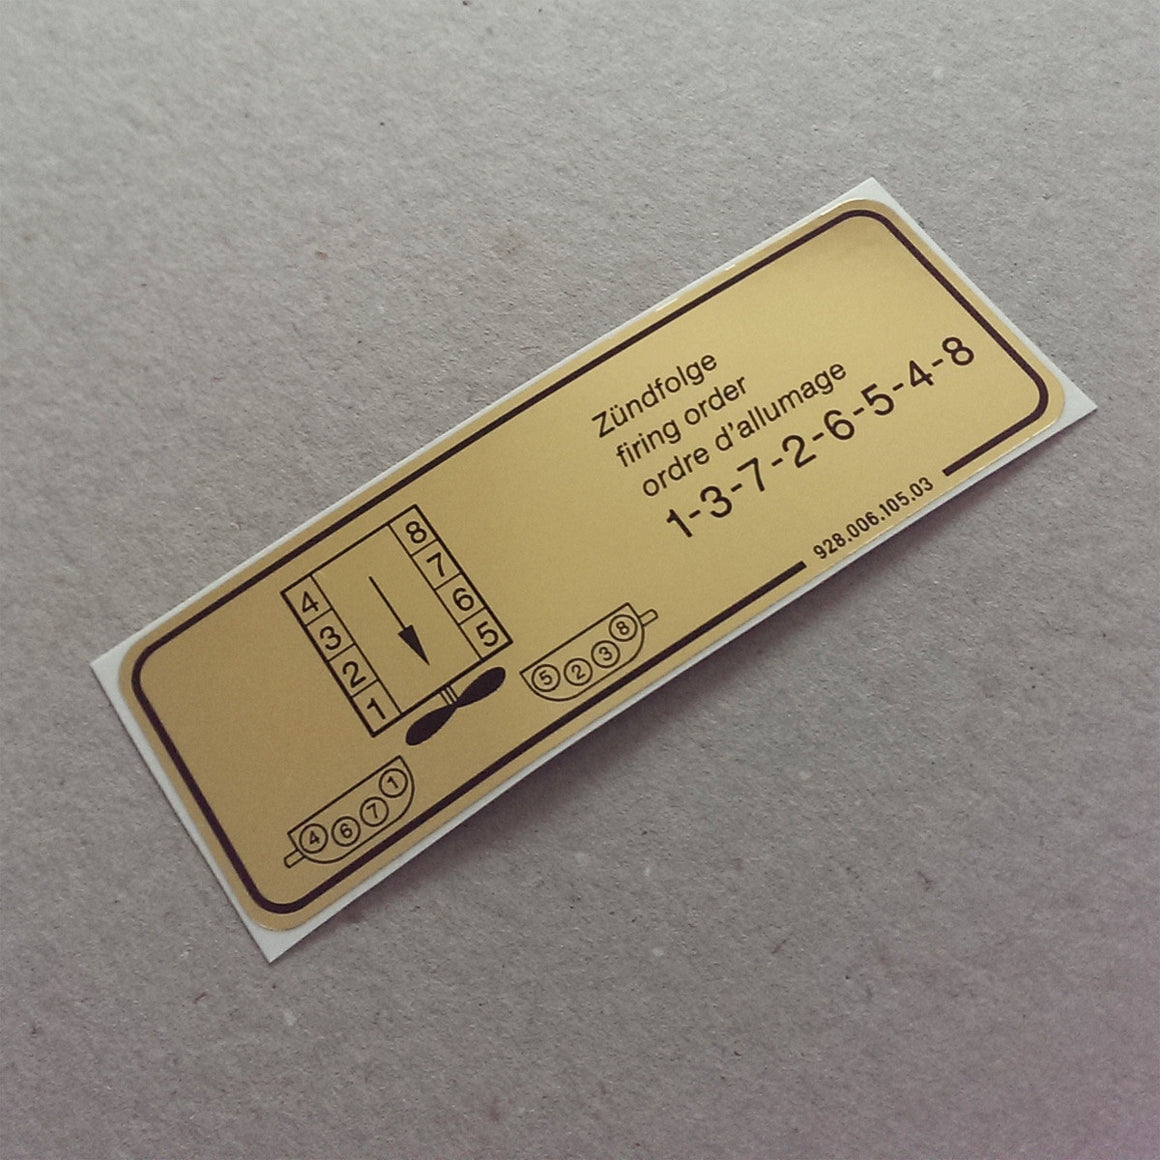 Zündfolge
firing order
ordre d'allumage
1-3-7-2-6-5-4-8
928.006.105.03
4 8
3 7
2 6
1 5
5 2 3 8
4 6 7 1